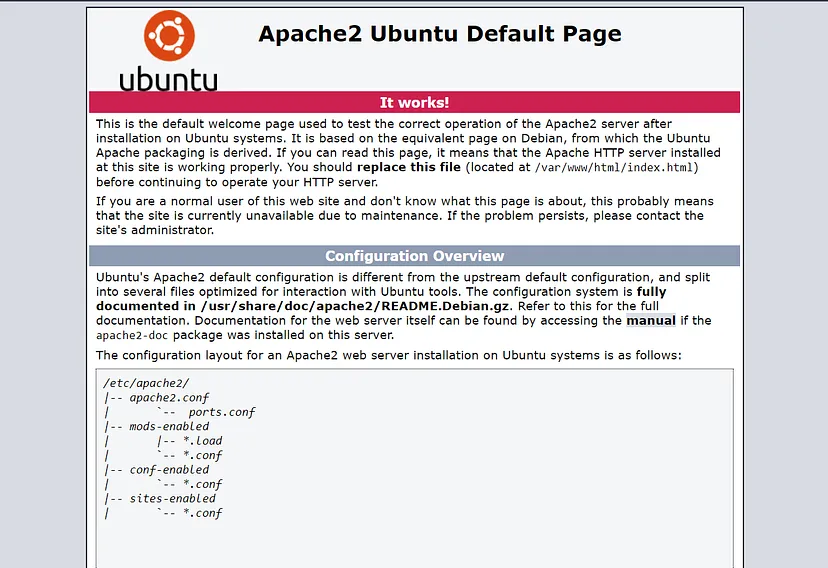 Apache2 Ubuntu Default Page
ubuntu
It works!
This is the default welcome page used to test the correct operation of the Apache2 server after
installation on Ubuntu systems. It is based on the equivalent page on Debian, from which the Ubuntu
Apache packaging is derived. If you can read this page, it means that the Apache HTTP server installed
at this site is working properly. You should replace this file (located at /var/www/html/index.html)
before continuing to operate your HTTP server.
If you are a normal user of this web site and don't know what this page is about, this probably means
that the site is currently unavailable due to maintenance. If the problem persists, please contact the
site's administrator.
Configuration Overview
Ubuntu's Apache2 default configuration is different from the upstream default configuration, and split
into several files optimized for interaction with Ubuntu tools. The configuration system is fully
documented in /usr/share/doc/apache2/README.Debian.gz. Refer to this for the full
documentation. Documentation for the web server itself can be found by accessing the manual if the
apache2-doc package was installed on this server.
The configuration layout for an Apache2 web server installation on Ubuntu systems is as follows:
/etc/apache2/
|-- apache2.conf
|       `--  ports.conf
|-- mods-enabled
|       |-- *.load
|       `-- *.conf
|-- conf-enabled
|       `-- *.conf
|-- sites-enabled
|       `-- *.conf